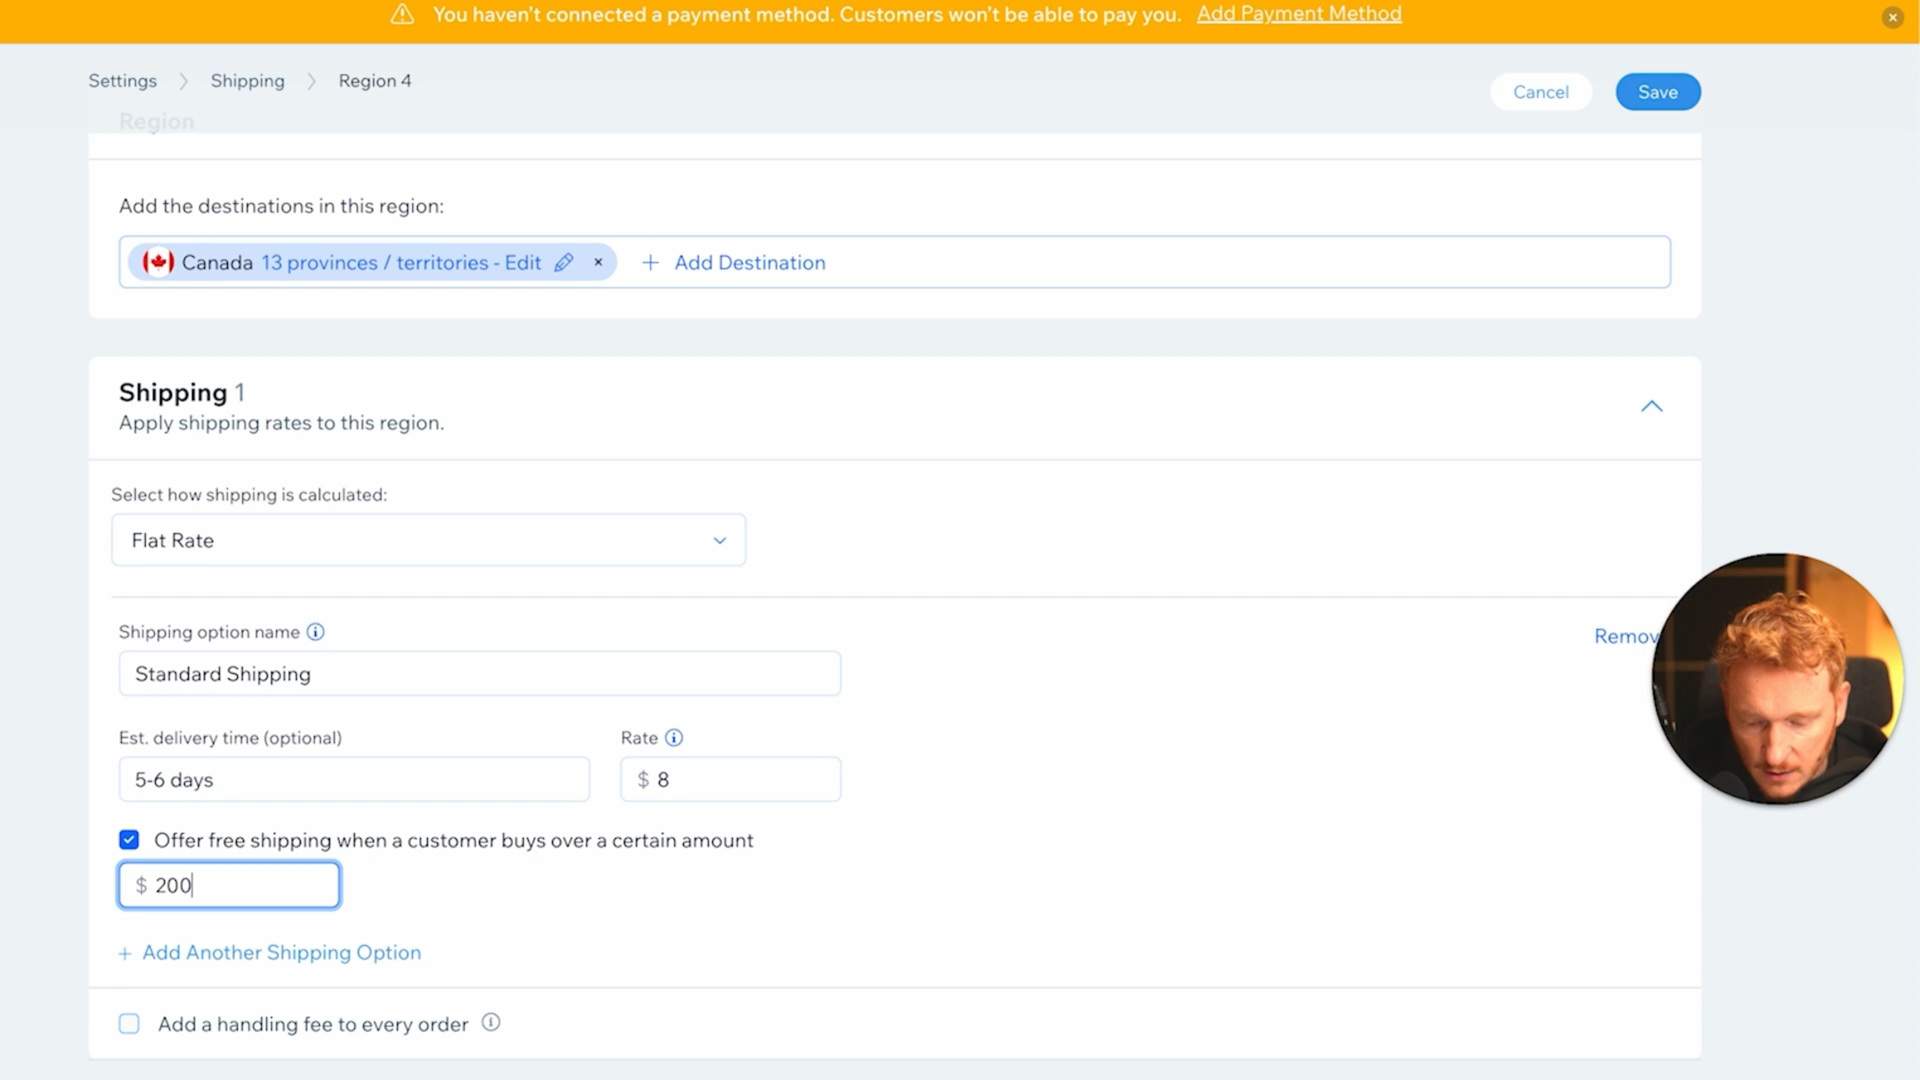 You haven't connected a payment method. Customers won't be able to pay you. Add Payment Method
Settings > Shipping > Region 4
Cancel
Save
Region
Add the destinations in this region:
Canada 13 provinces / territories - Edit × + Add Destination
Shipping 1
Apply shipping rates to this region.
Select how shipping is calculated:
Flat Rate
Shipping option name
Remov
Standard Shipping
Est. delivery time (optional)
Rate
5-6 days
$ 8
Offer free shipping when a customer buys over a certain amount
$ 200
+ Add Another Shipping Option
Add a handling fee to every order